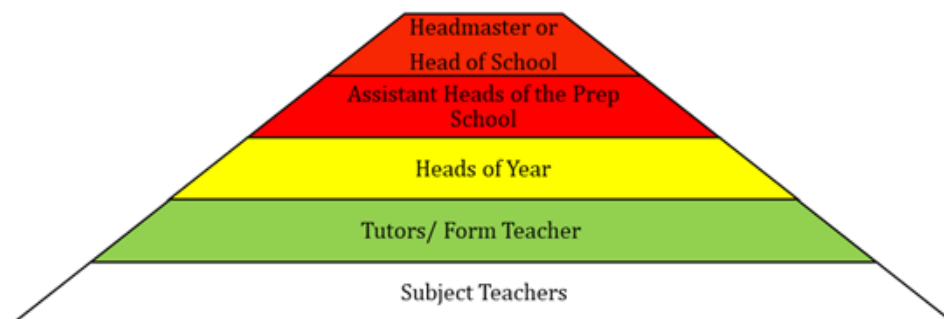 Headmaster or
Head of School
Assistant Heads of the Prep
School
Heads of Year
Tutors/ Form Teacher
Subject Teachers